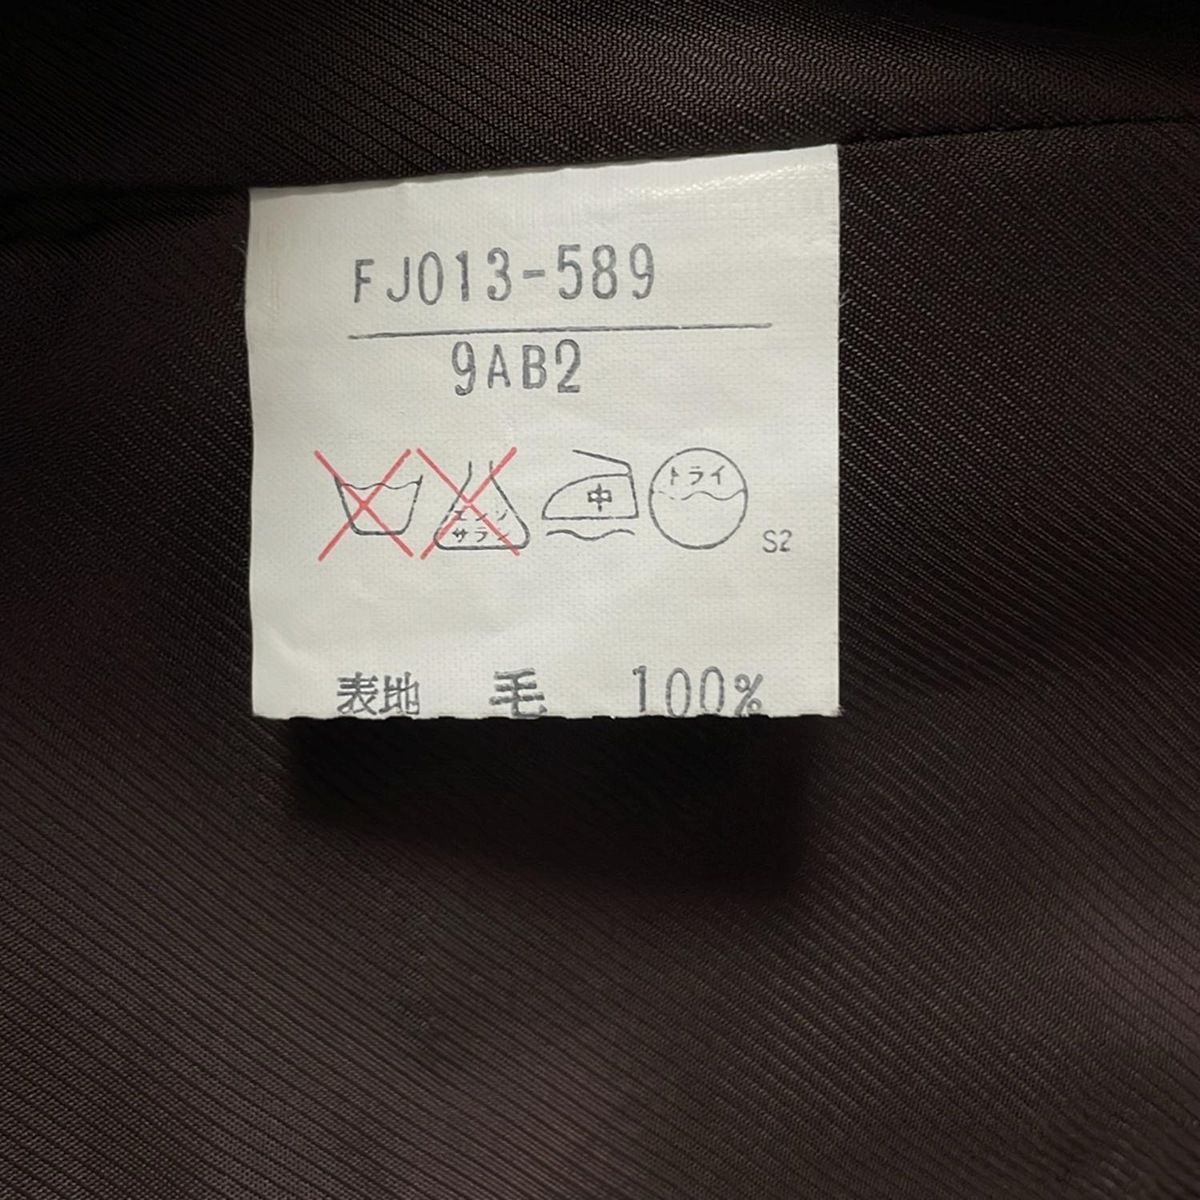 FJ013-589
9AB2
エンソ
サラシ
中
ドライ
S2
表地 毛 100%